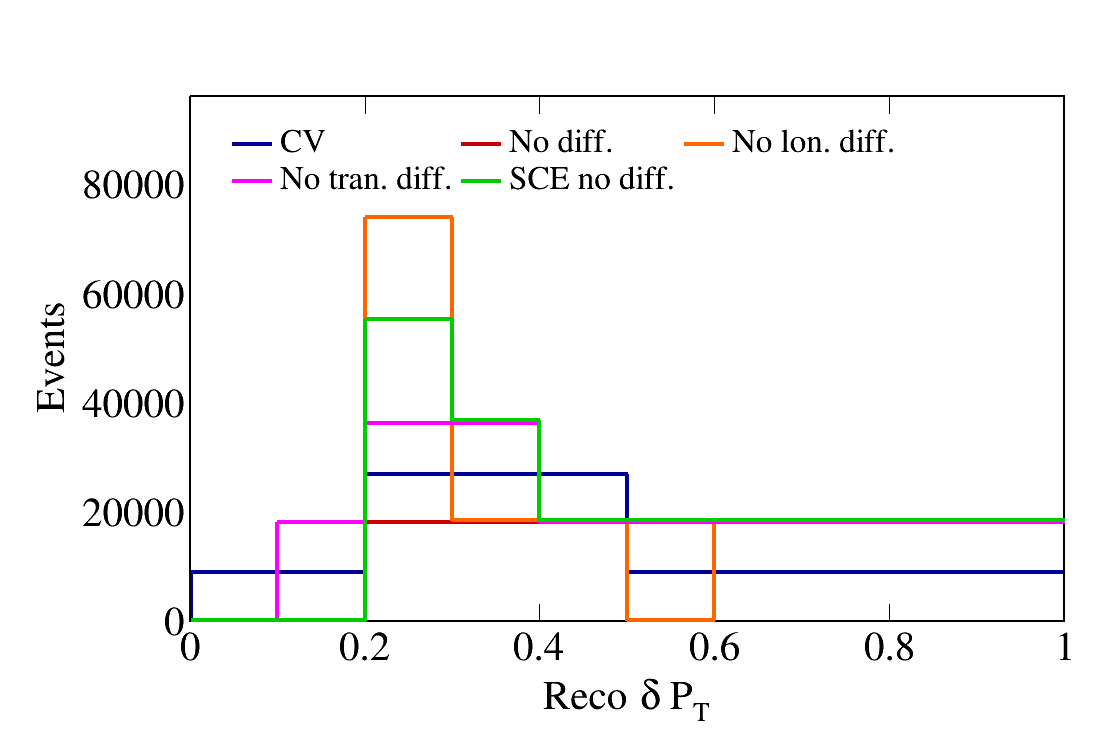 CV No diff. No lon. diff.
No tran. diff. SCE no diff.
80000
60000
40000
20000
0
Events
0 0.2 0.4 0.6 0.8 1
Reco δ P_T